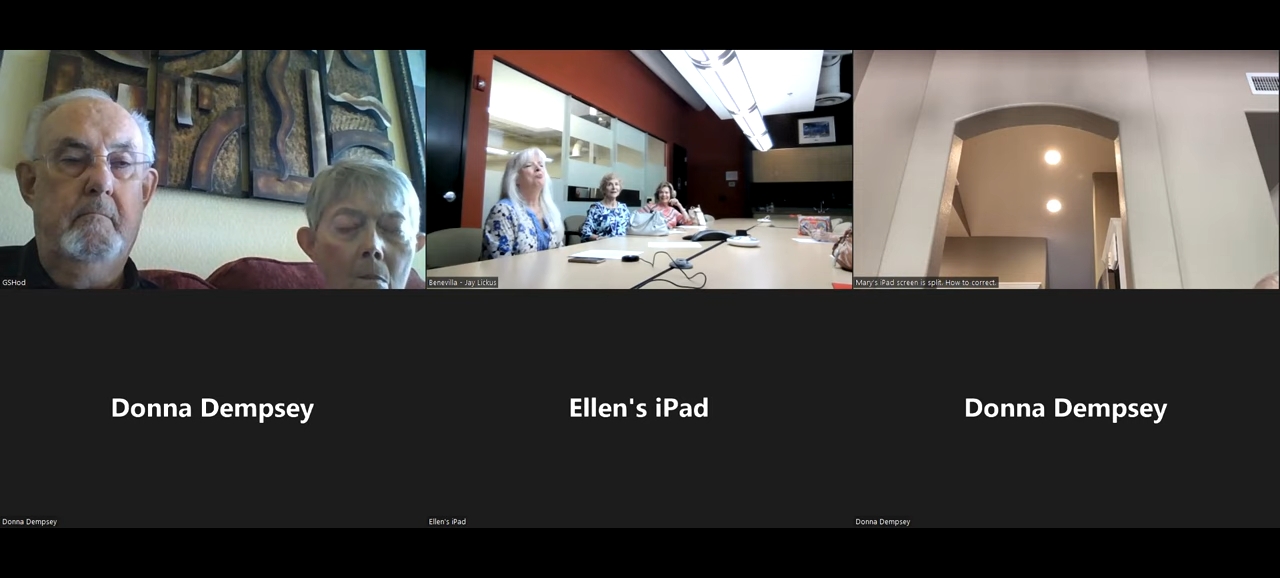 GSHod
Benevilla - Jay Lickus
Mary's iPad screen is split. How to correct.
Donna Dempsey
Ellen's iPad
Donna Dempsey
Donna Dempsey
Ellen's iPad
Donna Dempsey